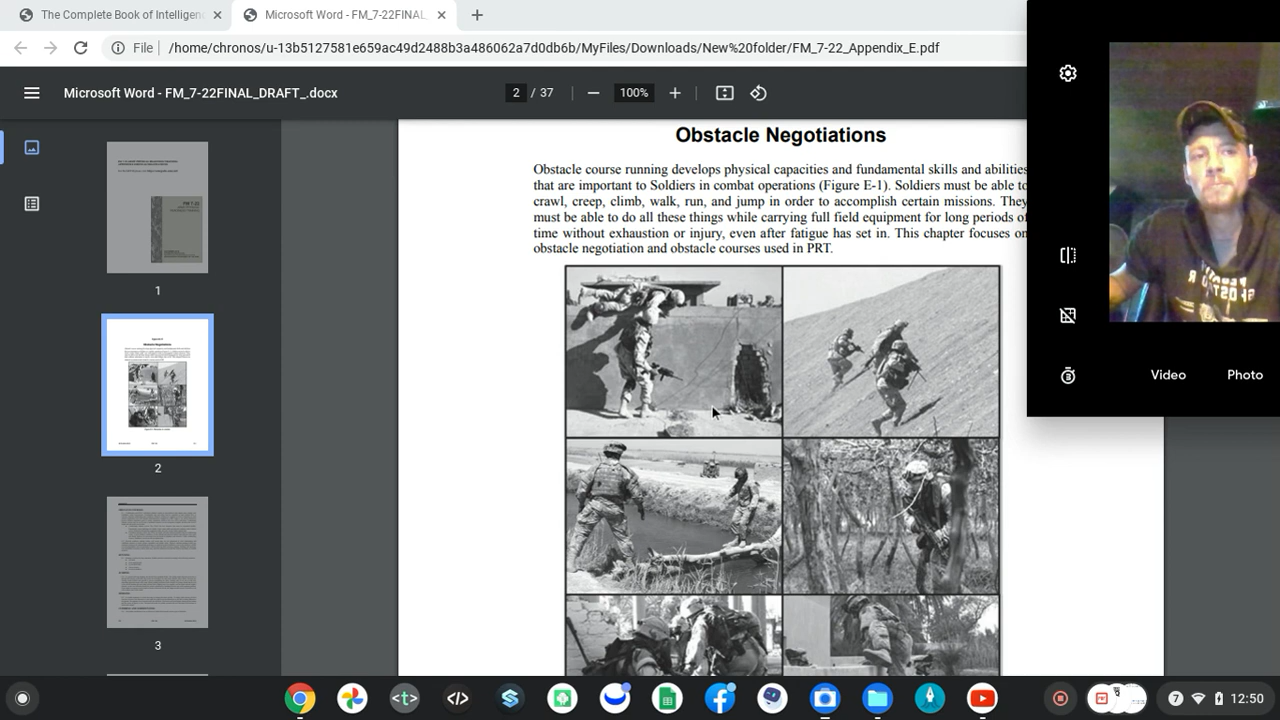 The Complete Book of Intelligen
Microsoft Word - FM_7-22FINAL_
File
/home/chronos/u-13b5127581e659ac49d2488b3a486062a7d0db6b/MyFiles/Downloads/New%20folder/FM_7-22_Appendix_E.pdf
Microsoft Word - FM_7-22FINAL_DRAFT_.docx
2 / 37
100%
Obstacle Negotiations
Obstacle course running develops physical capacities and fundamental skills and abilities
that are important to Soldiers in combat operations (Figure E-1). Soldiers must be able to
crawl, creep, climb, walk, run, and jump in order to accomplish certain missions. They
must be able to do all these things while carrying full field equipment for long periods of
time without exhaustion or injury, even after fatigue has set in. This chapter focuses on
obstacle negotiation and obstacle courses used in PRT.
1
2
3
Video
Photo
7
12:50